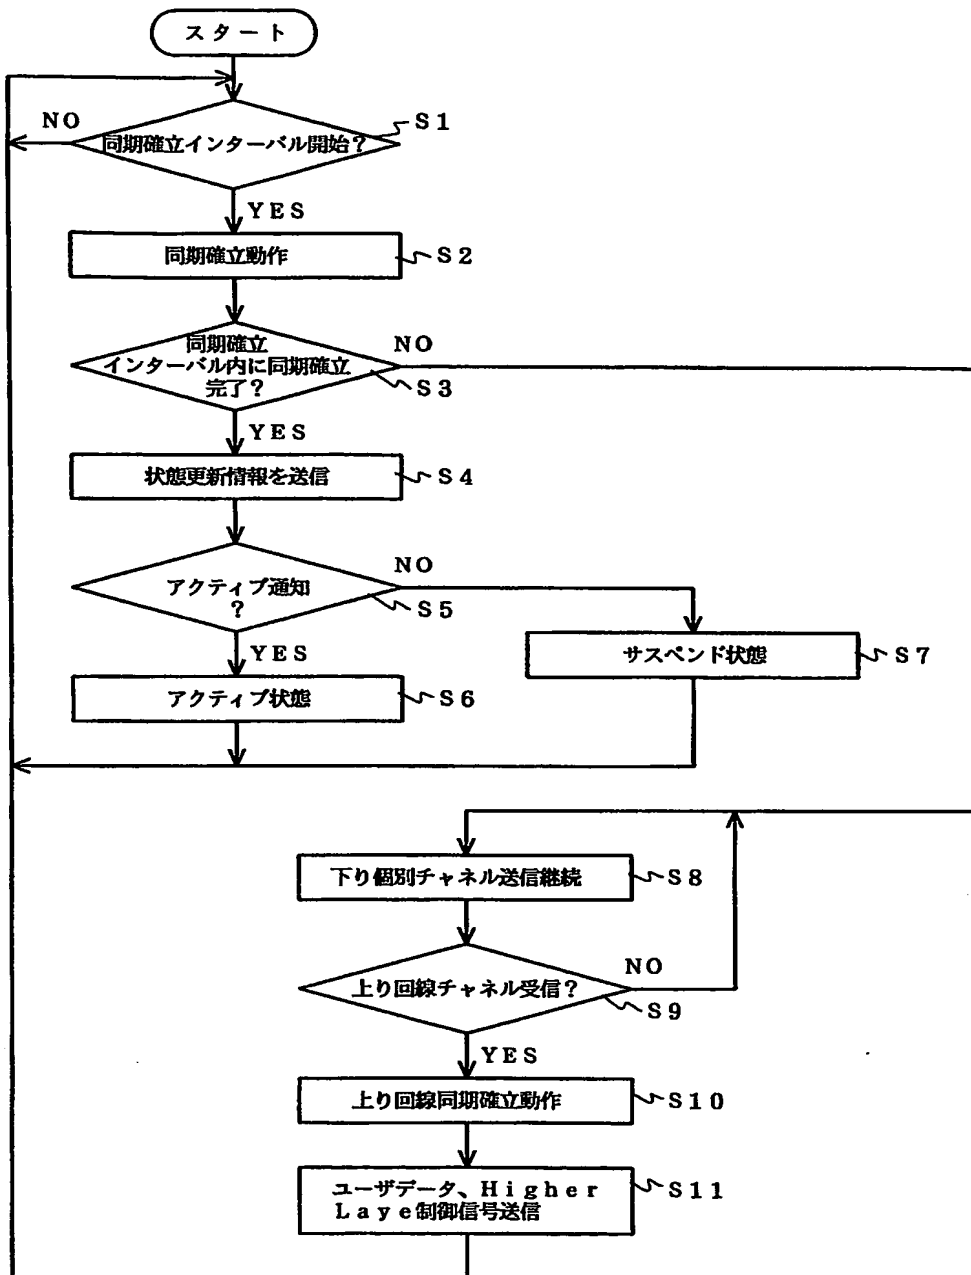 スタート
NO
同期確立インターバル開始？
S1
YES
同期確立動作
S2
同期確立
インターバル内に同期確立
完了？
NO
S3
YES
状態更新情報を送信
S4
アクティブ通知
？
NO
S5
YES
サスペンド状態
S7
アクティブ状態
S6
下り個別チャネル送信継続
S8
上り回線チャネル受信？
NO
S9
YES
上り回線同期確立動作
S10
ユーザデータ、Higher
Laye制御信号送信
S11